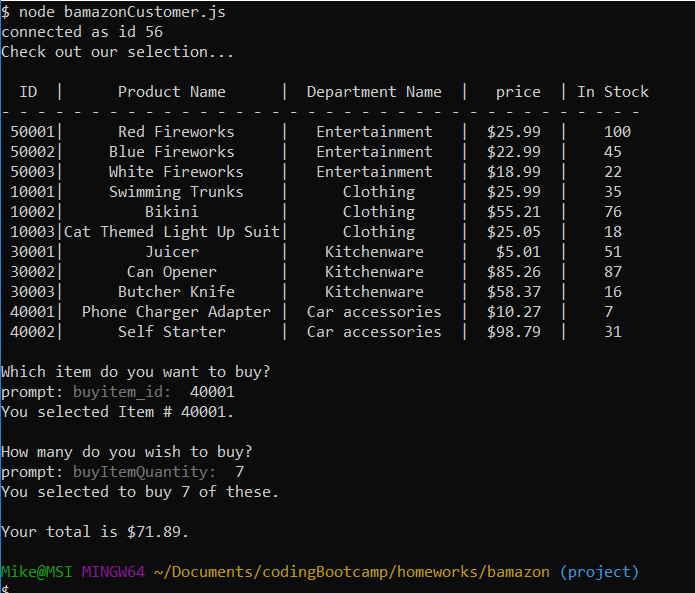 $ node bamazonCustomer.js
connected as id 56
Check out our selection...
ID | Product Name | Department Name | price | In Stock
- - - - - - - - - - - - - - - - - - - - - - - - - - - - - - - - - - - -
50001| Red Fireworks | Entertainment | $25.99 | 100
50002| Blue Fireworks | Entertainment | $22.99 | 45
50003| White Fireworks | Entertainment | $18.99 | 22
10001| Swimming Trunks | Clothing | $25.99 | 35
10002| Bikini | Clothing | $55.21 | 76
10003|Cat Themed Light Up Suit| Clothing | $25.05 | 18
30001| Juicer | Kitchenware | $5.01 | 51
30002| Can Opener | Kitchenware | $85.26 | 87
30003| Butcher Knife | Kitchenware | $58.37 | 16
40001| Phone Charger Adapter | Car accessories | $10.27 | 7
40002| Self Starter | Car accessories | $98.79 | 31
Which item do you want to buy?
prompt: buyitem_id: 40001
You selected Item # 40001.
How many do you wish to buy?
prompt: buyItemQuantity: 7
You selected to buy 7 of these.
Your total is $71.89.
Mike@MSI MINGW64 ~/Documents/codingBootcamp/homeworks/bamazon (project)
$